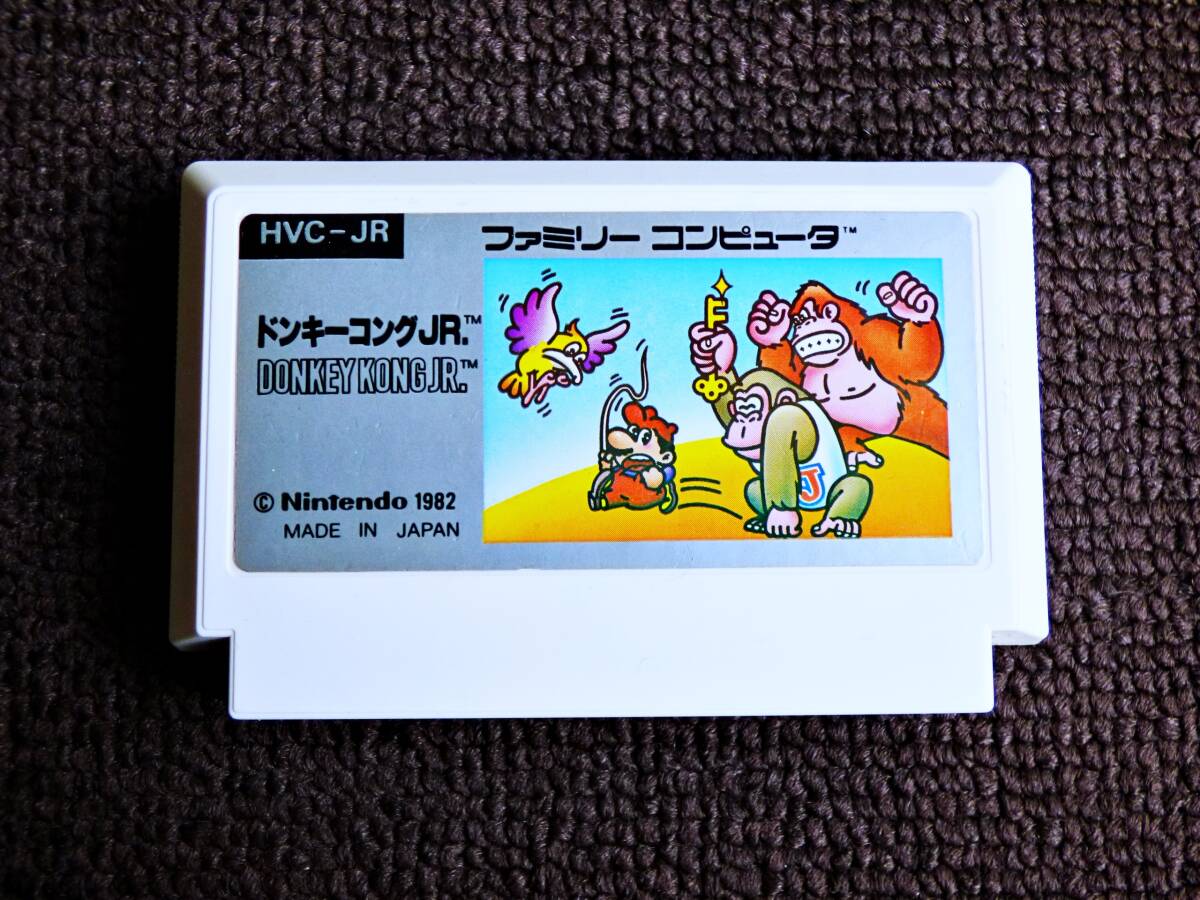 HVC-JR
ファミリー コンピュータ™
ドンキーコングJR.™
DONKEY KONG JR.™
© Nintendo 1982
MADE IN JAPAN
J